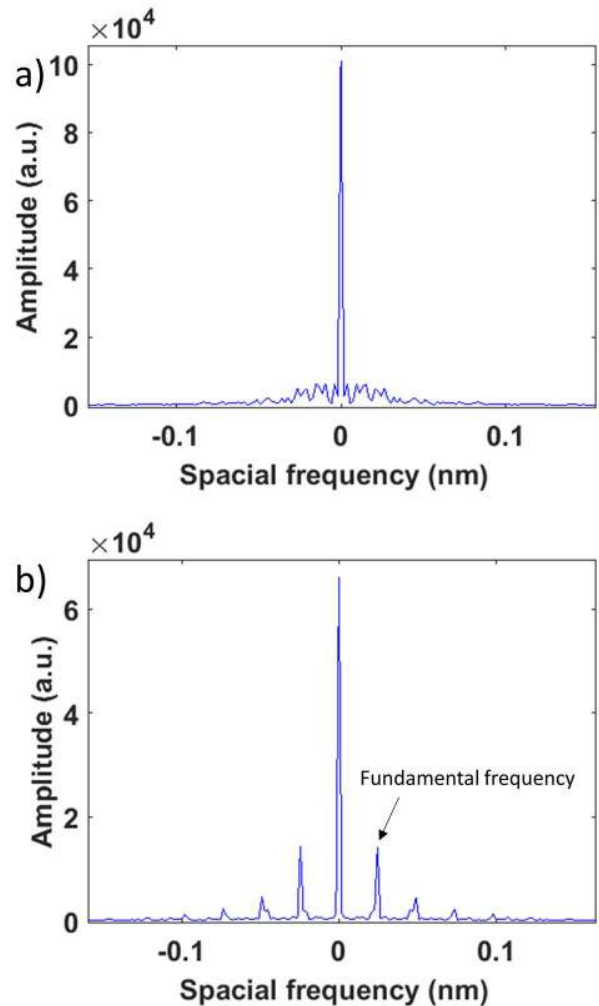 ×10⁴
a)
10
8
6
4
2
0
Amplitude (a.u.)
-0.1 0 0.1
Spacial frequency (nm)
×10⁴
b)
6
4
2
0
Amplitude (a.u.)
Fundamental frequency
-0.1 0 0.1
Spacial frequency (nm)